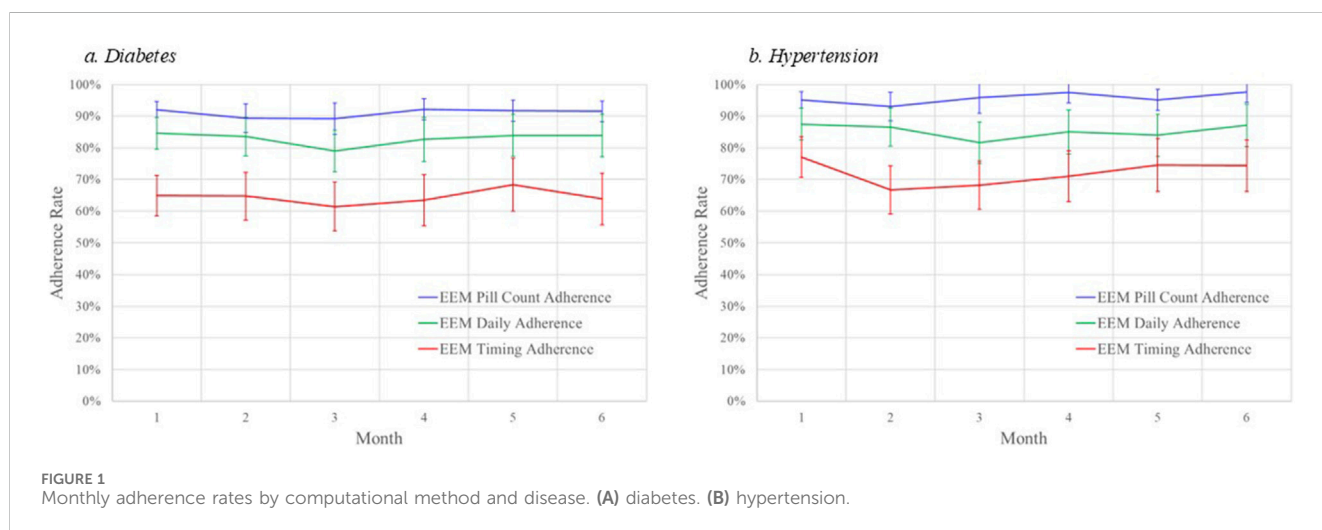 a. Diabetes
100%
90%
80%
70%
60%
50%
40%
30%
20%
10%
0%
Adherence Rate
EEM Pill Count Adherence
EEM Daily Adherence
EEM Timing Adherence
1 2 3 4 5 6
Month
b. Hypertension
100%
90%
80%
70%
60%
50%
40%
30%
20%
10%
0%
Adherence Rate
EEM Pill Count Adherence
EEM Daily Adherence
EEM Timing Adherence
1 2 3 4 5 6
Month
FIGURE 1
Monthly adherence rates by computational method and disease. (A) diabetes. (B) hypertension.